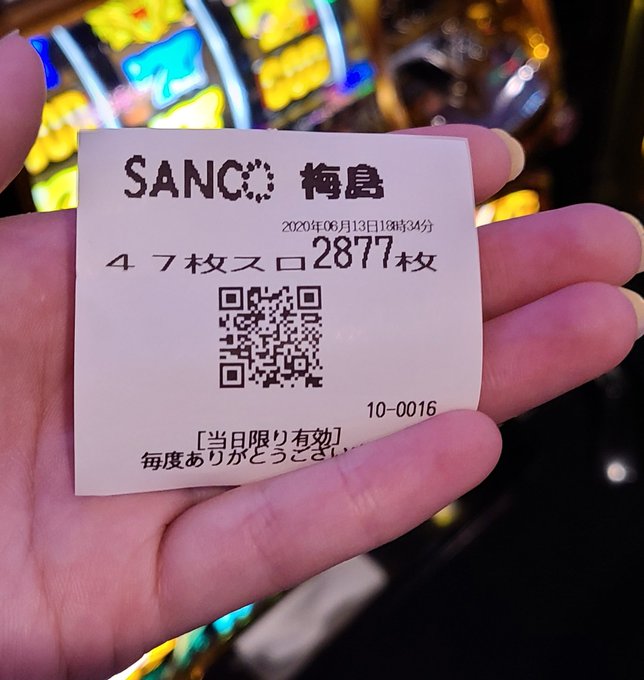 SANCO 梅島
2020年06月13日18時34分
47枚スロ2877枚
10-0016
[当日限り有効]
毎度ありがとうござい